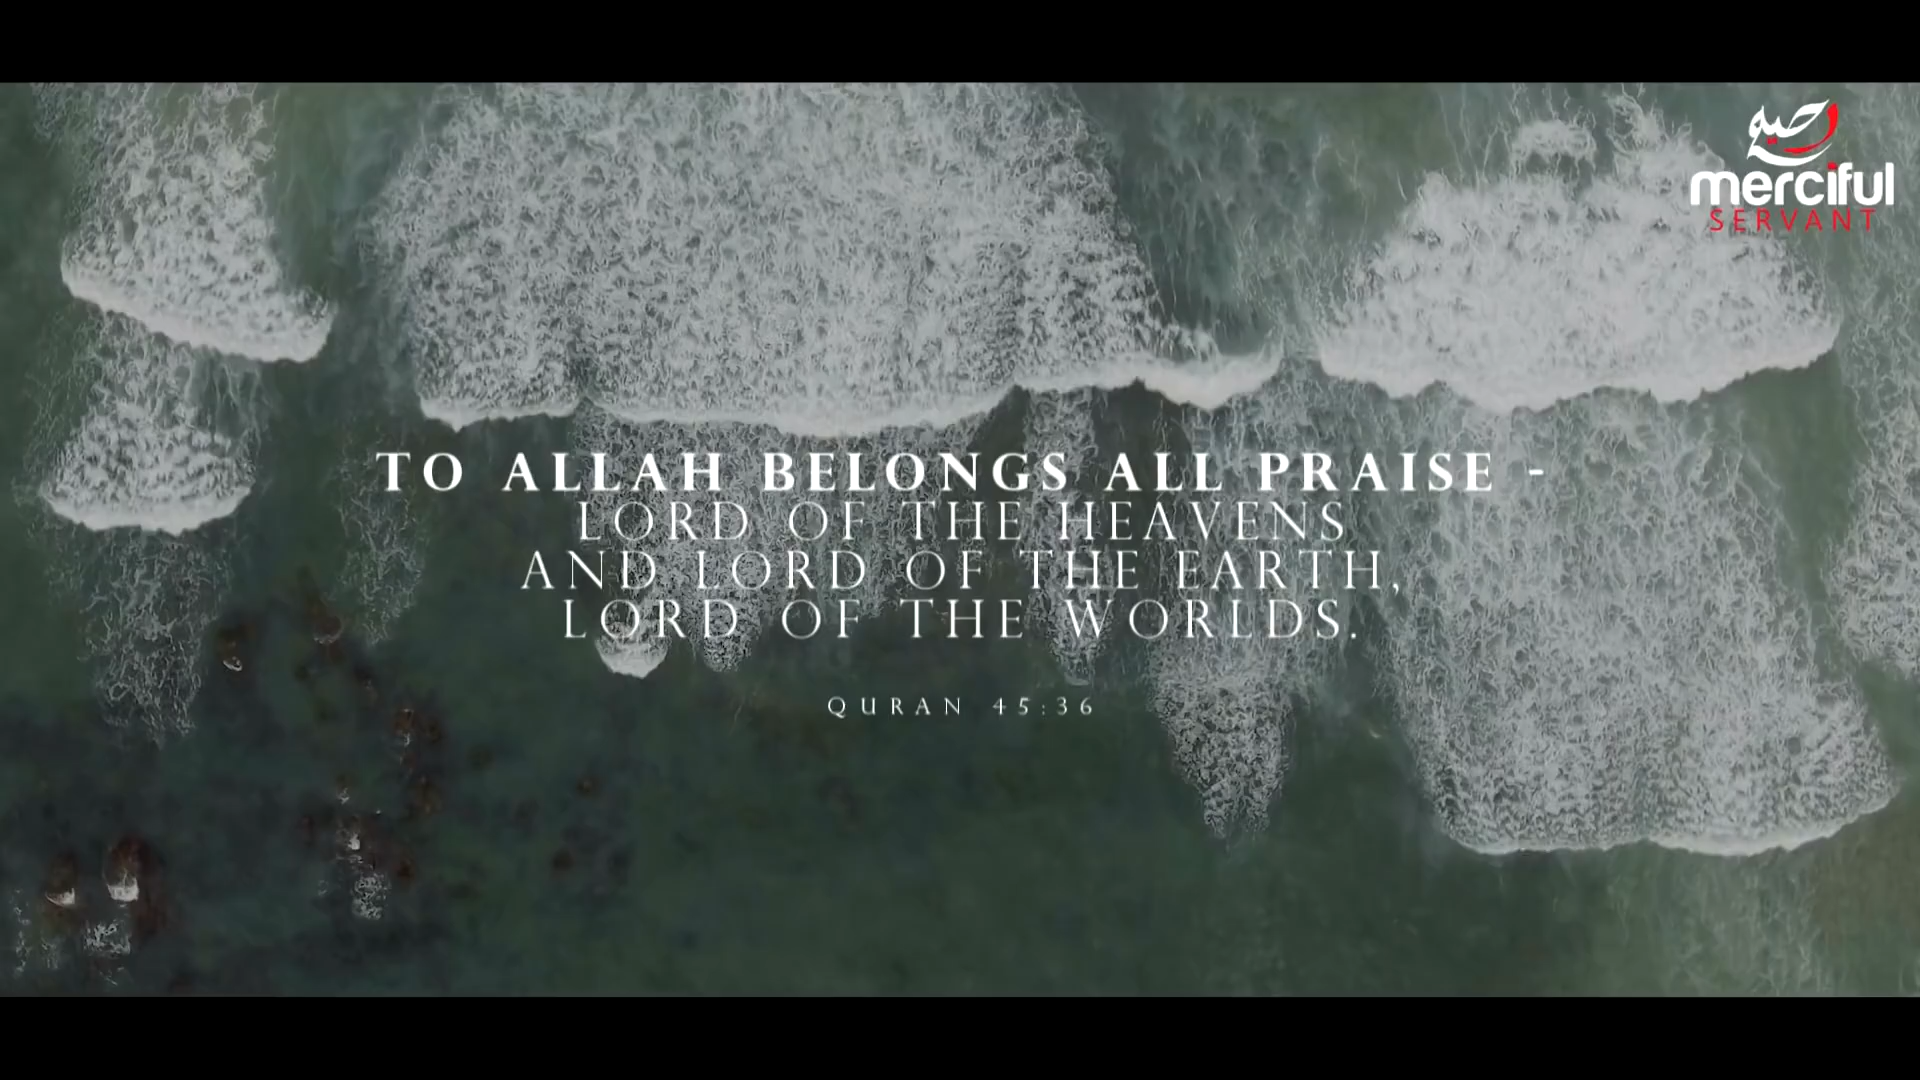 merciful
SERVANT
TO ALLAH BELONGS ALL PRAISE -
LORD OF THE HEAVENS
AND LORD OF THE EARTH,
LORD OF THE WORLDS.
QURAN 45:36